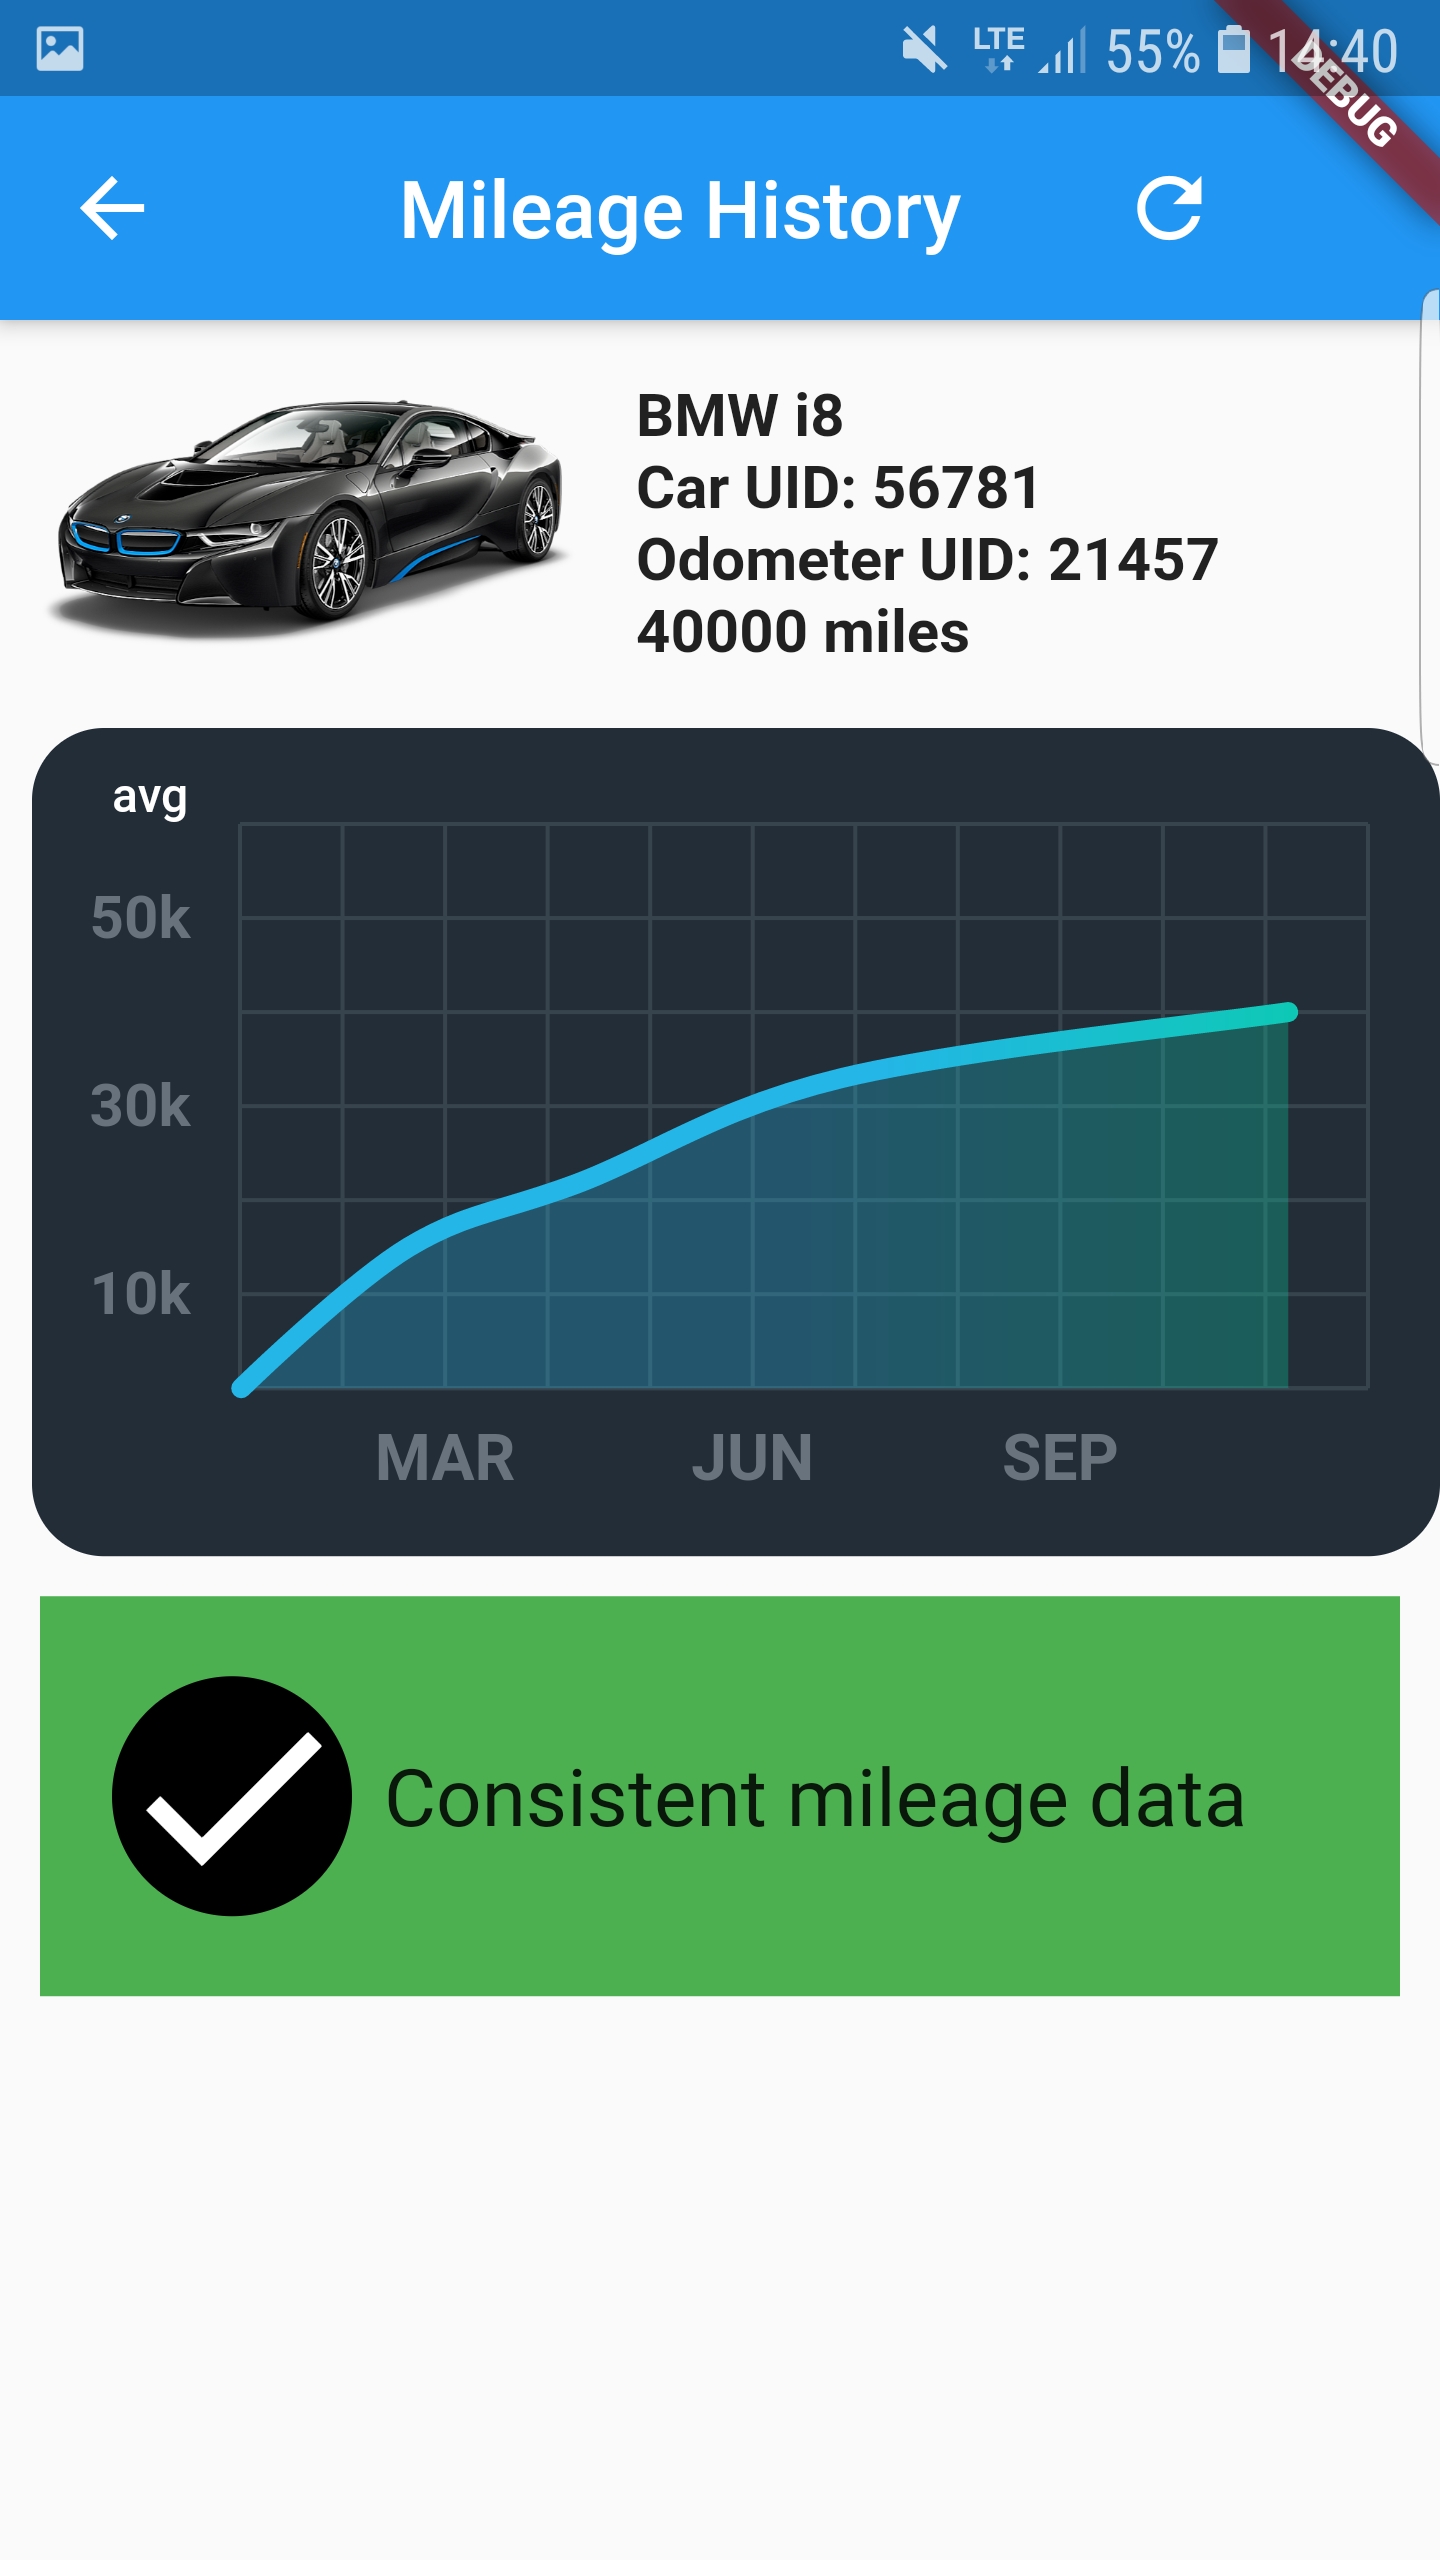 LTE 55% 14:40
DEBUG
Mileage History
BMW i8
Car UID: 56781
Odometer UID: 21457
40000 miles
avg
50k
30k
10k
MAR JUN SEP
Consistent mileage data